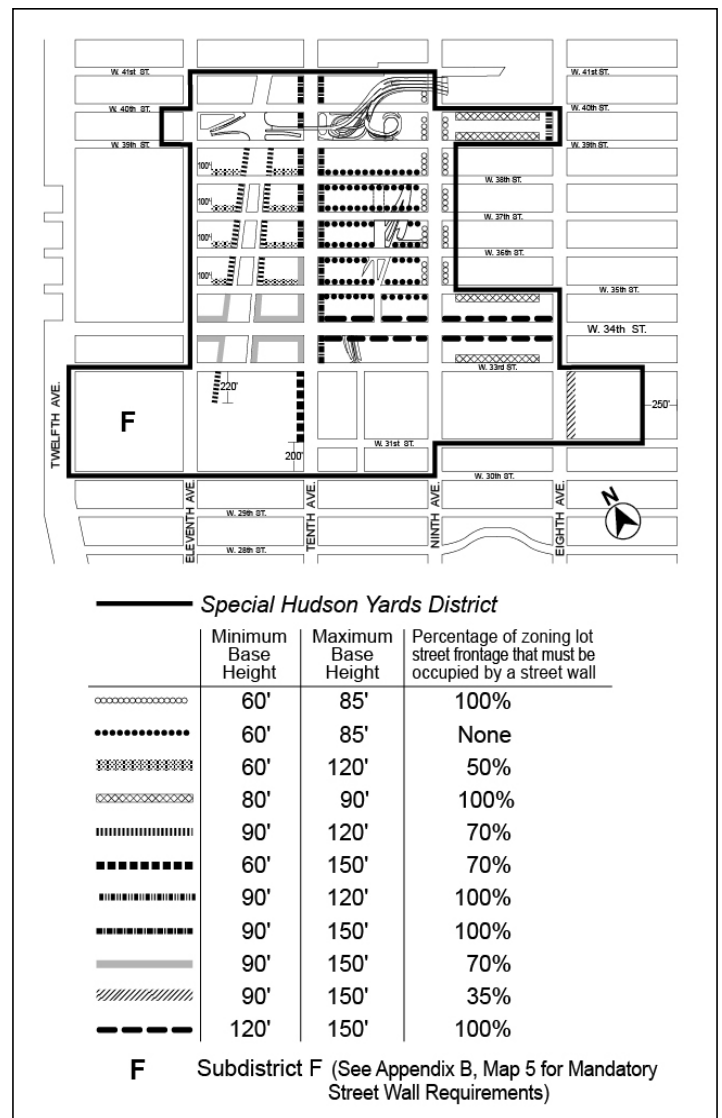 W. 41st ST.
W. 41st ST.
W. 40th ST.
W. 40th ST.
W. 39th ST.
W. 39th ST.
100'
W. 38th ST.
100'
W. 37th ST.
100'
W. 36th ST.
100'
W. 35th ST.
W. 34th ST.
W. 33rd ST.
220'
F
250'
W. 31st ST.
200'
W. 30th ST.
TWELFTH AVE.
ELEVENTH AVE.
TENTH AVE.
NINTH AVE.
EIGHTH AVE.
N
W. 29th ST.
W. 28th ST.
Special Hudson Yards District
Minimum Base Height
Maximum Base Height
Percentage of zoning lot street frontage that must be occupied by a street wall
60' 85' 100%
60' 85' None
60' 120' 50%
80' 90' 100%
90' 120' 70%
60' 150' 70%
90' 120' 100%
90' 150' 100%
90' 150' 70%
90' 150' 35%
120' 150' 100%
F Subdistrict F (See Appendix B, Map 5 for Mandatory
Street Wall Requirements)